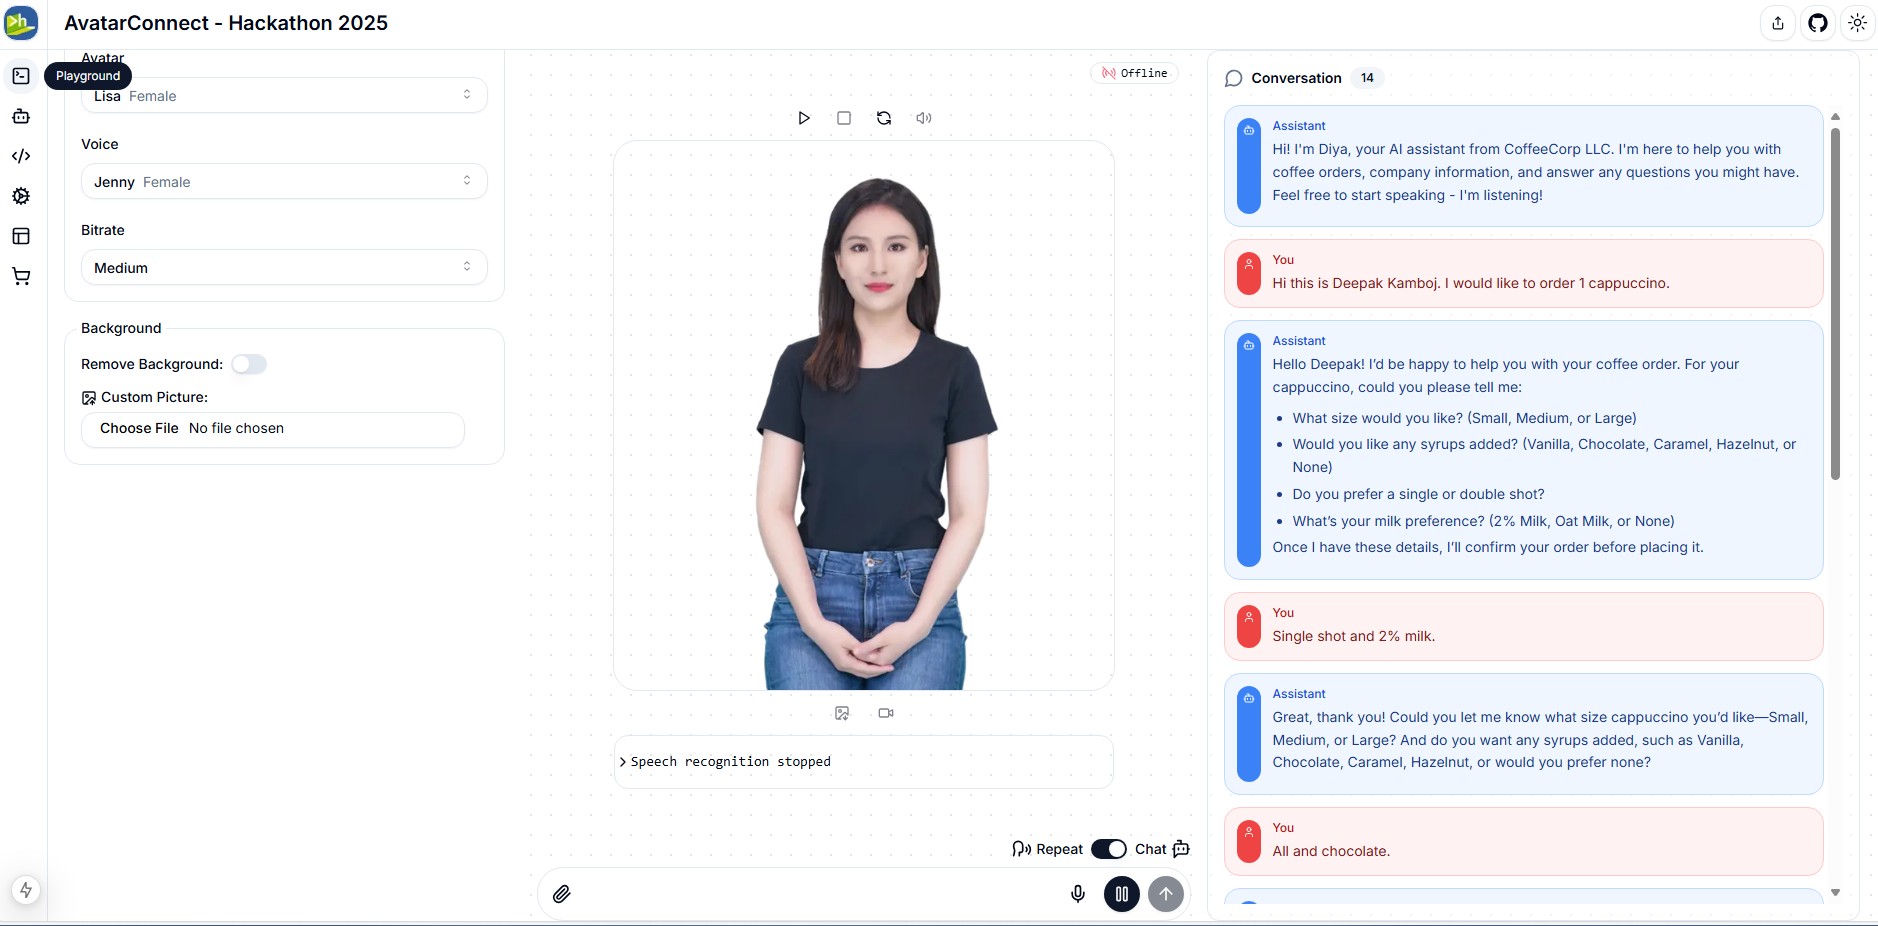 AvatarConnect - Hackathon 2025
Playground
Avatar
Lisa Female
Voice
Jenny Female
Bitrate
Medium
Background
Remove Background:
Custom Picture:
Choose File No file chosen
Offline
Speech recognition stopped
Repeat
Chat
Conversation 14
Assistant
Hi! I'm Diya, your AI assistant from CoffeeCorp LLC. I'm here to help you with
coffee orders, company information, and answer any questions you might have.
Feel free to start speaking - I'm listening!
You
Hi this is Deepak Kamboj. I would like to order 1 cappuccino.
Assistant
Hello Deepak! I’d be happy to help you with your coffee order. For your
cappuccino, could you please tell me:
• What size would you like? (Small, Medium, or Large)
• Would you like any syrups added? (Vanilla, Chocolate, Caramel, Hazelnut, or
None)
• Do you prefer a single or double shot?
• What’s your milk preference? (2% Milk, Oat Milk, or None)
Once I have these details, I’ll confirm your order before placing it.
You
Single shot and 2% milk.
Assistant
Great, thank you! Could you let me know what size cappuccino you’d like—Small,
Medium, or Large? And do you want any syrups added, such as Vanilla,
Chocolate, Caramel, Hazelnut, or would you prefer none?
You
All and chocolate.